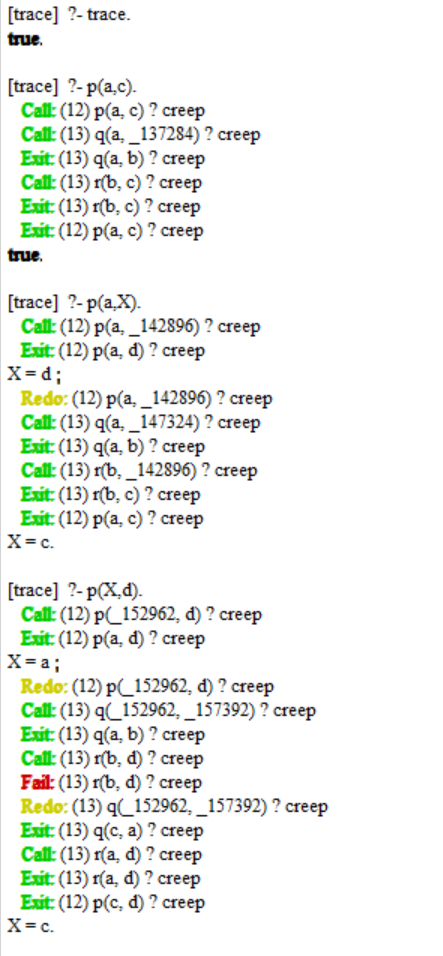 [trace]  ?- trace.
true.
[trace]  ?- p(a,c).
Call: (12) p(a, c) ? creep
Call: (13) q(a, _137284) ? creep
Exit: (13) q(a, b) ? creep
Call: (13) r(b, c) ? creep
Exit: (13) r(b, c) ? creep
Exit: (12) p(a, c) ? creep
true.
[trace]  ?- p(a,X).
Call: (12) p(a, _142896) ? creep
Exit: (12) p(a, d) ? creep
X = d ;
Redo: (12) p(a, _142896) ? creep
Call: (13) q(a, _147324) ? creep
Exit: (13) q(a, b) ? creep
Call: (13) r(b, _142896) ? creep
Exit: (13) r(b, c) ? creep
Exit: (12) p(a, c) ? creep
X = c.
[trace]  ?- p(X,d).
Call: (12) p(_152962, d) ? creep
Exit: (12) p(a, d) ? creep
X = a ;
Redo: (12) p(_152962, d) ? creep
Call: (13) q(_152962, _157392) ? creep
Exit: (13) q(a, b) ? creep
Call: (13) r(b, d) ? creep
Fail: (13) r(b, d) ? creep
Redo: (13) q(_152962, _157392) ? creep
Exit: (13) q(c, a) ? creep
Call: (13) r(a, d) ? creep
Exit: (13) r(a, d) ? creep
Exit: (12) p(c, d) ? creep
X = c.